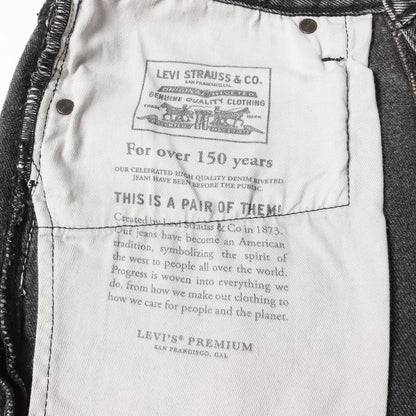 LEVI STRAUSS & CO.
SAN FRANCISCO, CAL.
ORIGINAL RIVETED
GENUINE QUALITY CLOTHING
TRADE MARK
For over 150 years
OUR CELEBRATED HIGH QUALITY DENIM RIVETED
JEANS HAVE BEEN BEFORE THE PUBLIC.
THIS IS A PAIR OF THEM!
Created by Levi Strauss & Co in 1873.
Our jeans have become an American
tradition, symbolizing the spirit of
the west to people all over the world.
Progress is woven into everything we
do, from how we make our clothing to
how we care for people and the planet.
LEVI'S® PREMIUM
SAN FRANCISCO, CAL